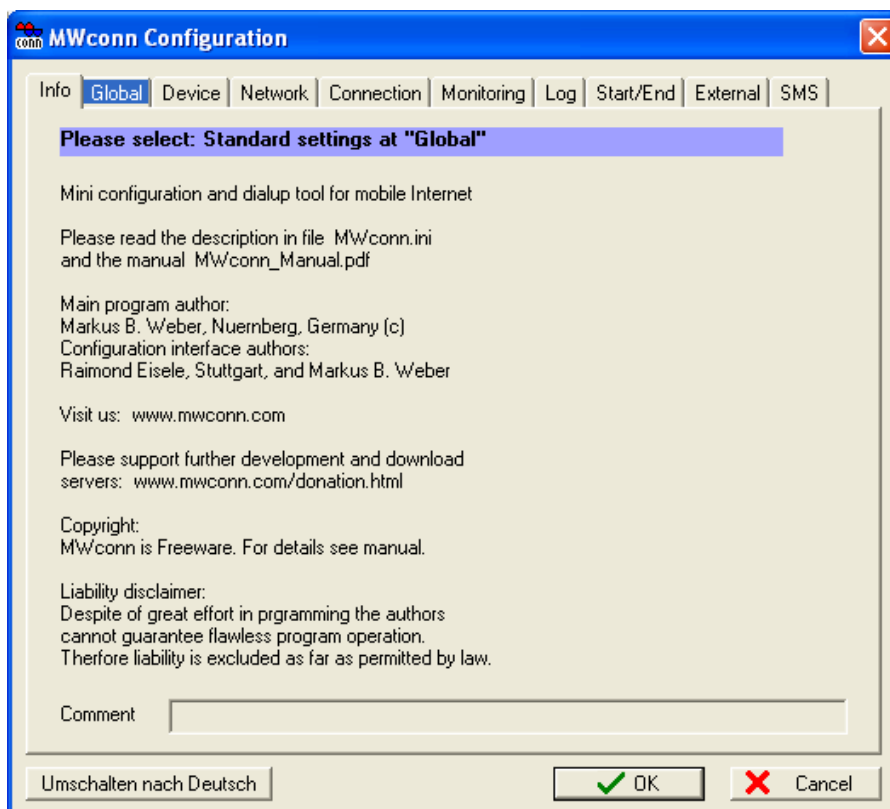 conn MWconn Configuration
Info Global Device Network Connection Monitoring Log Start/End External SMS
Please select: Standard settings at "Global"
Mini configuration and dialup tool for mobile Internet
Please read the description in file MWconn.ini
and the manual MWconn_Manual.pdf
Main program author:
Markus B. Weber, Nuernberg, Germany (c)
Configuration interface authors:
Raimond Eisele, Stuttgart, and Markus B. Weber
Visit us: www.mwconn.com
Please support further development and download
servers: www.mwconn.com/donation.html
Copyright:
MWconn is Freeware. For details see manual.
Liability disclaimer:
Despite of great effort in prgramming the authors
cannot guarantee flawless program operation.
Therfore liability is excluded as far as permitted by law.
Comment
Umschalten nach Deutsch OK Cancel